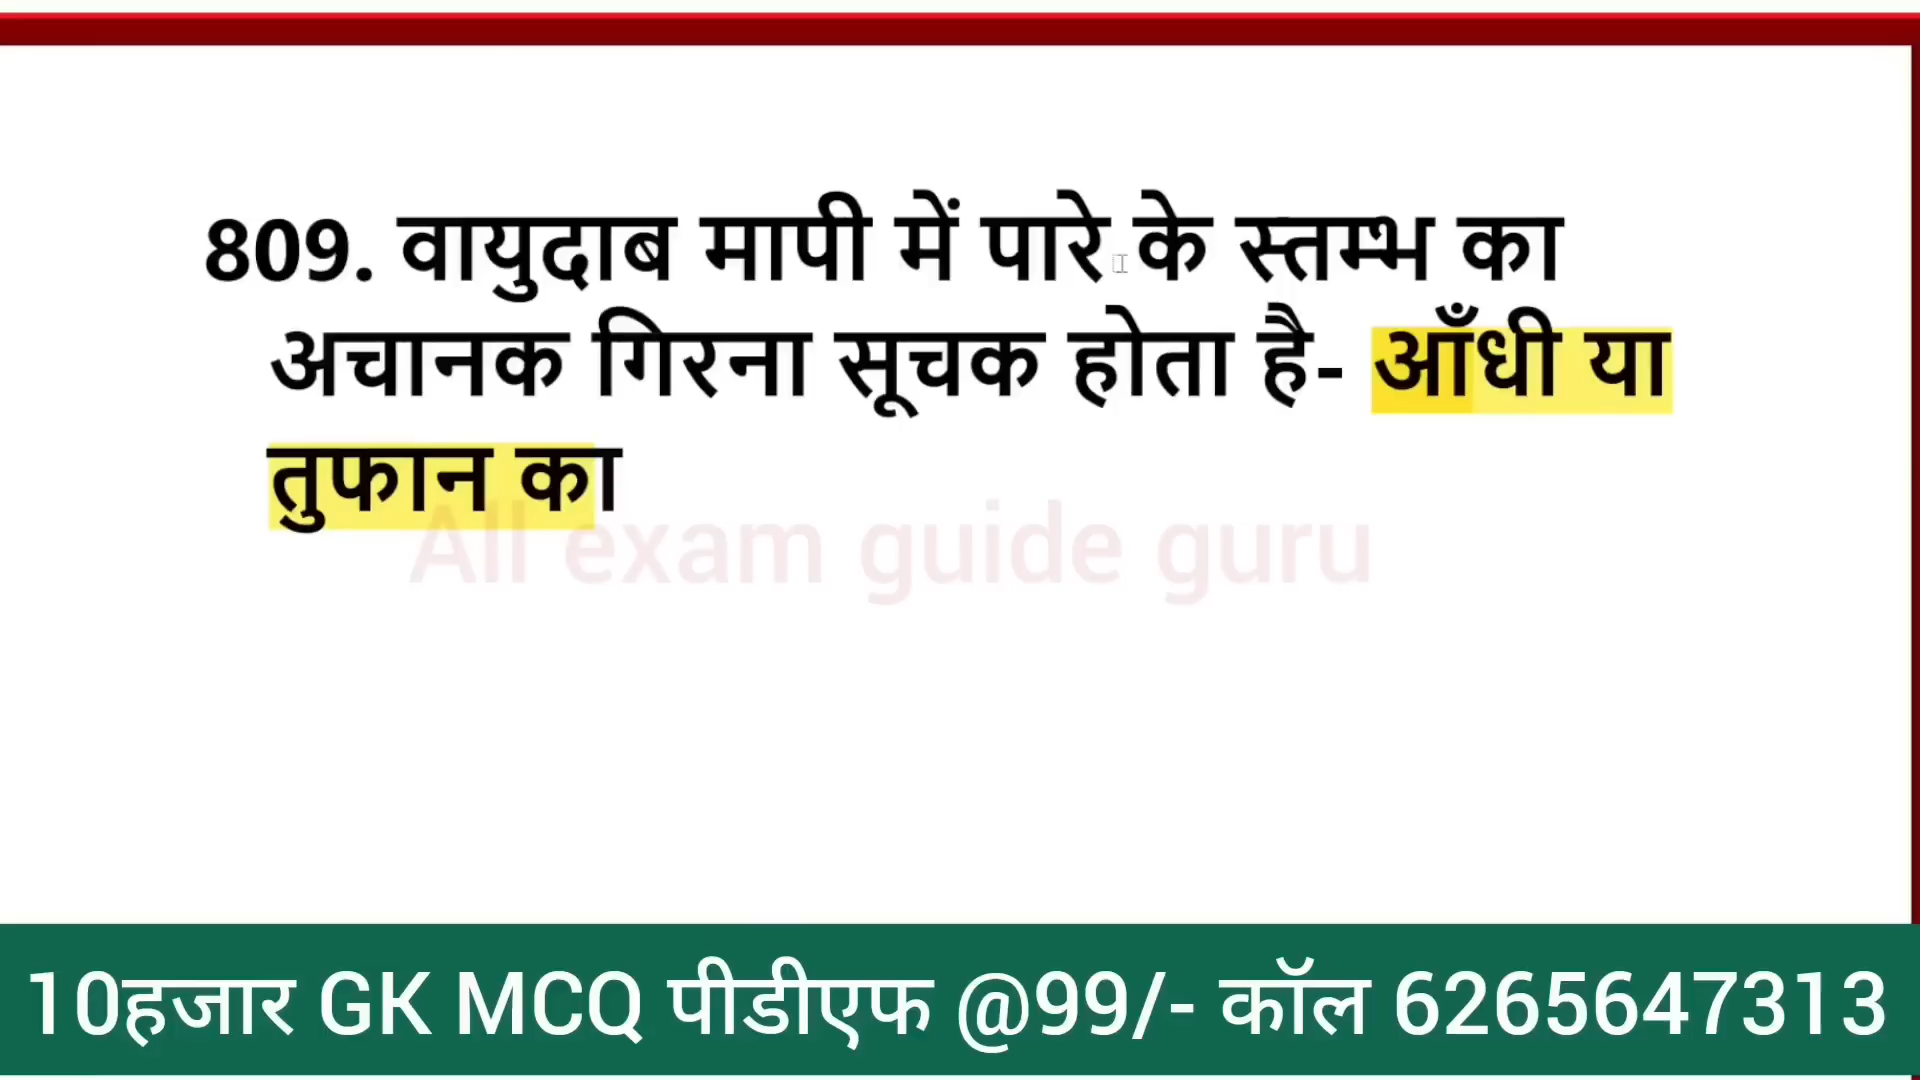 809. वायुदाब मापी में पारे के स्तम्भ का
अचानक गिरना सूचक होता है- आँधी या
तुफान का
All exam guide guru
10हजार GK MCQ पीडीएफ @99/- कॉल 6265647313